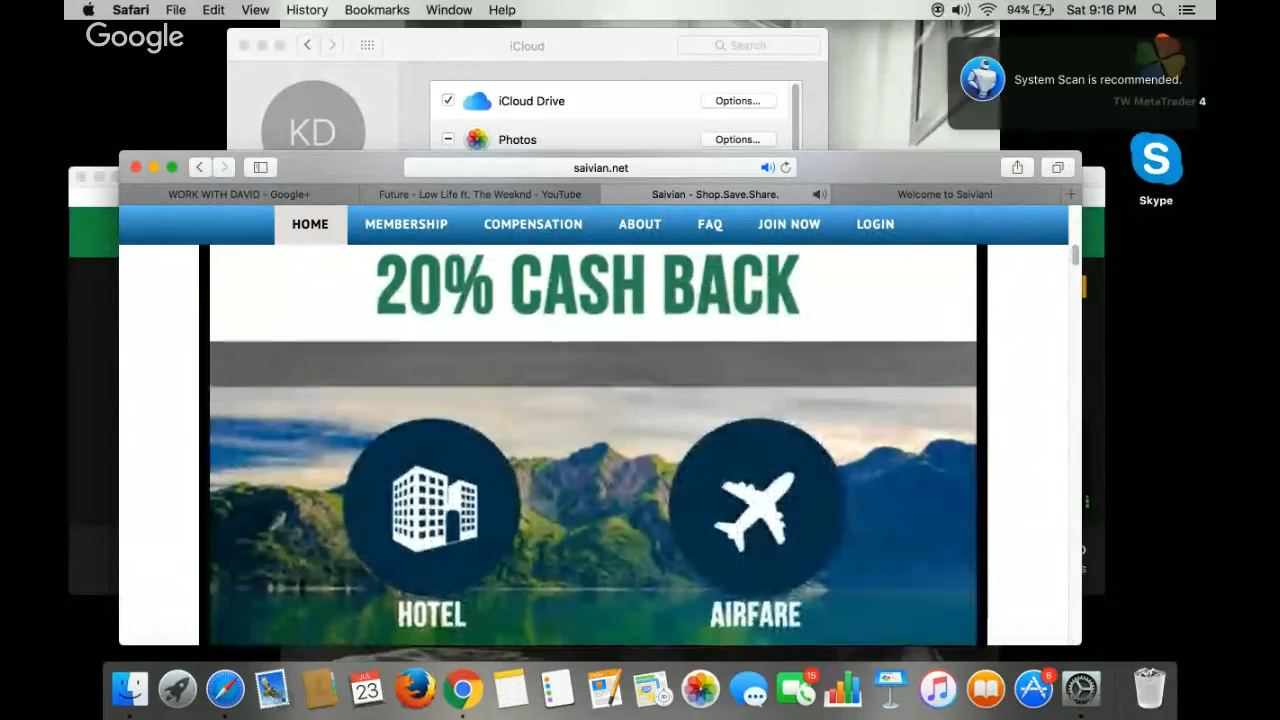 Safari File Edit View History Bookmarks Window Help 94% Sat 9:16 PM
Google
iCloud
Search
System Scan is recommended.
KD
iCloud Drive
Options...
TW MetaTrader 4
Photos
Options...
saivian.net
WORK WITH DAVID - Google+
Future - Low Life ft. The Weeknd - YouTube
Saivian - Shop.Save.Share.
Welcome to Saivian!
Skype
HOME MEMBERSHIP COMPENSATION ABOUT FAQ JOIN NOW LOGIN
20% CASH BACK
HOTEL
AIRFARE
JUL
23
15
6